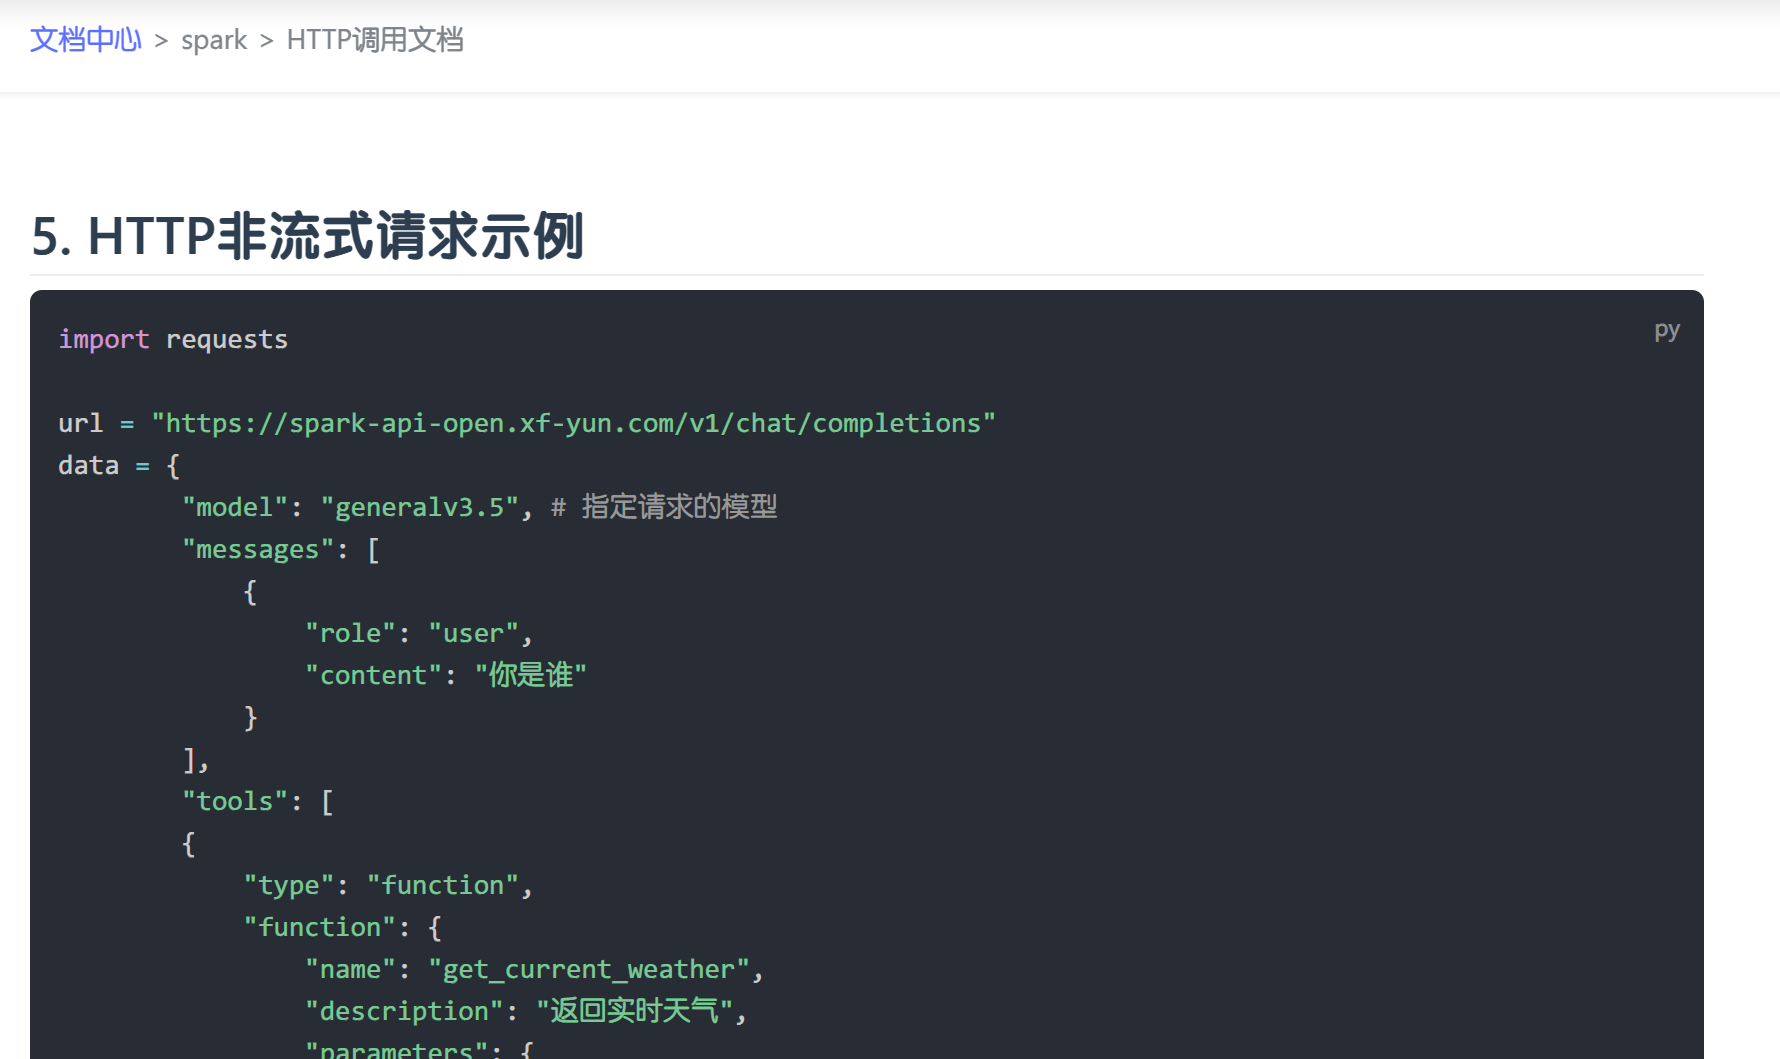 文档中心 > spark > HTTP调用文档
5. HTTP非流式请求示例
py
import requests
url = "https://spark-api-open.xf-yun.com/v1/chat/completions"
data = {
"model": "generalv3.5", # 指定请求的模型
"messages": [
{
"role": "user",
"content": "你是谁"
}
],
"tools": [
{
"type": "function",
"function": {
"name": "get_current_weather",
"description": "返回实时天气",
"parameters": {